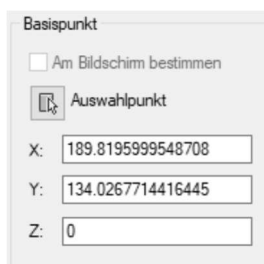 Basispunkt
Am Bildschirm bestimmen
Auswahlpunkt
X: 189.8195999548708
Y: 134.0267714416445
Z: 0